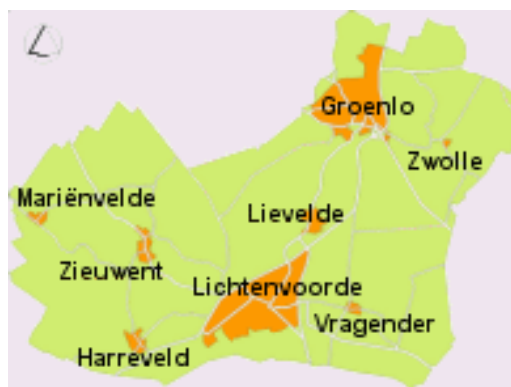 Groenlo
Zwolle
Mariënvelde
Lievelde
Zieuwent
Lichtenvoorde
Vragender
Harreveld